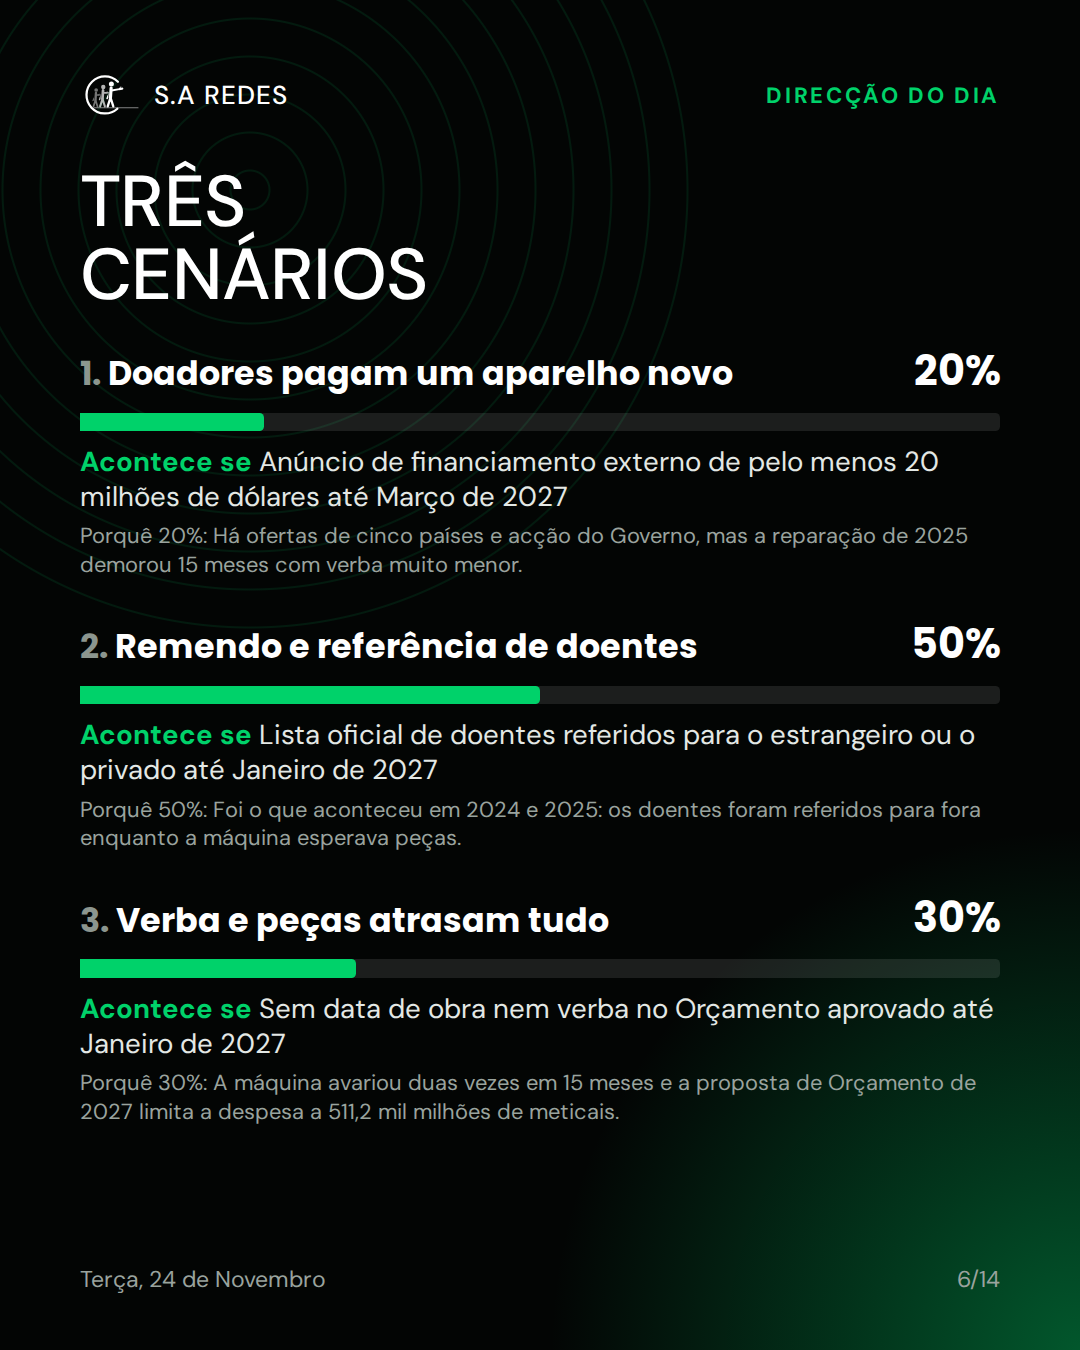 S.A REDES
DIRECÇÃO DO DIA
TRÊS
CENÁRIOS
1. Doadores pagam um aparelho novo 20%
Acontece se Anúncio de financiamento externo de pelo menos 20
milhões de dólares até Março de 2027
Porquê 20%: Há ofertas de cinco países e acção do Governo, mas a reparação de 2025
demorou 15 meses com verba muito menor.
2. Remendo e referência de doentes 50%
Acontece se Lista oficial de doentes referidos para o estrangeiro ou o
privado até Janeiro de 2027
Porquê 50%: Foi o que aconteceu em 2024 e 2025: os doentes foram referidos para fora
enquanto a máquina esperava peças.
3. Verba e peças atrasam tudo 30%
Acontece se Sem data de obra nem verba no Orçamento aprovado até
Janeiro de 2027
Porquê 30%: A máquina avariou duas vezes em 15 meses e a proposta de Orçamento de
2027 limita a despesa a 511,2 mil milhões de meticais.
Terça, 24 de Novembro
6/14